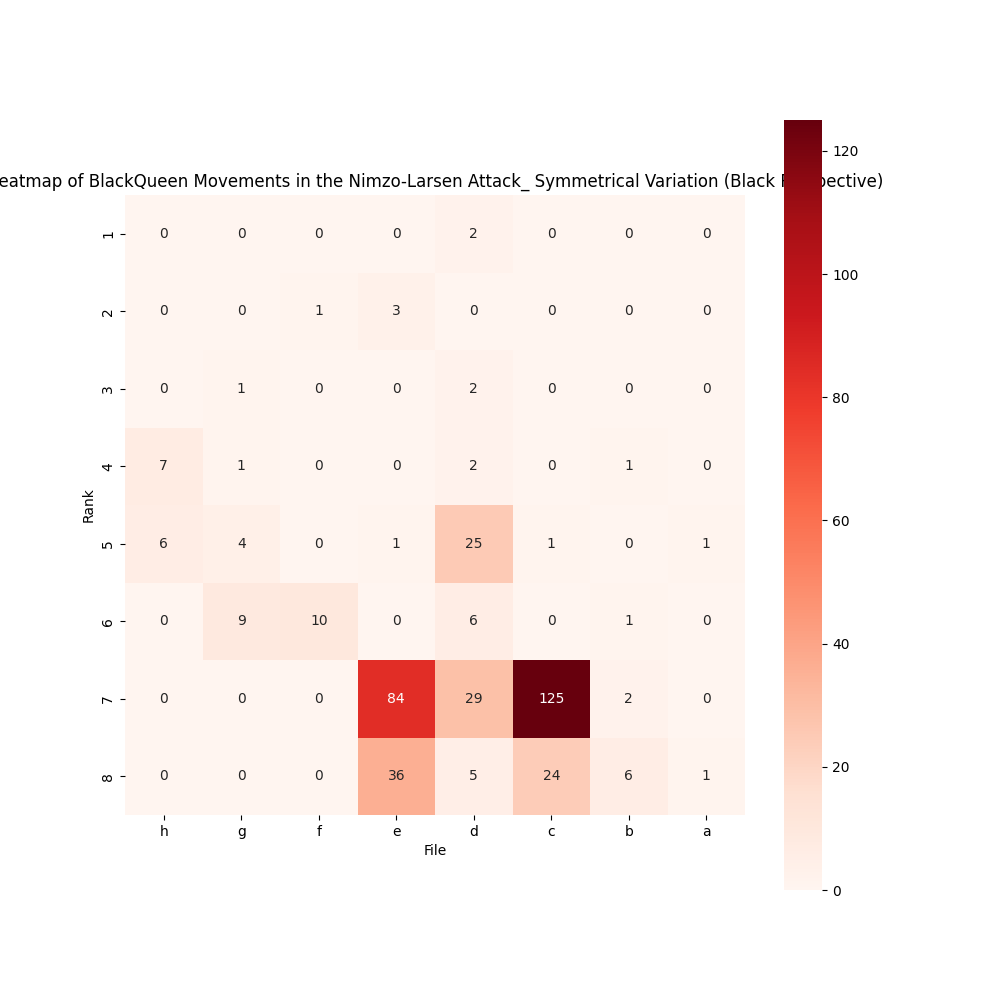 eatmap of BlackQueen Movements in the Nimzo-Larsen Attack_ Symmetrical Variation (Black pective)
120
100
80
60
40
20
0
Rank
1 0 0 0 0 2 0 0 0
2 0 0 1 3 0 0 0 0
3 0 1 0 0 2 0 0 0
4 7 1 0 0 2 0 1 0
5 6 4 0 1 25 1 0 1
6 0 9 10 0 6 0 1 0
7 0 0 0 84 29 125 2 0
8 0 0 0 36 5 24 6 1
h g f e d c b a
File